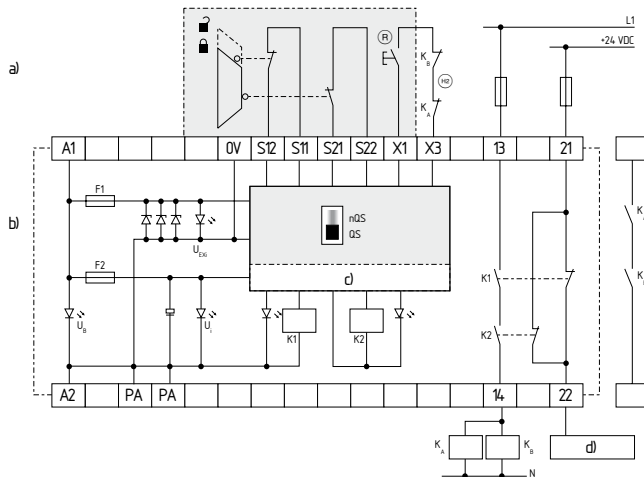 L1
+24 VDC
R
K B
H2
a)
K A
A1 0V S12 S11 S21 S22 X1 X3 13 21
F1
nQS
QS
K
b)
U EXi
c)
F2
K1
K
U B
U i
K1
K2
K2
A2 PA PA 14 22
K A
K B
d)
N